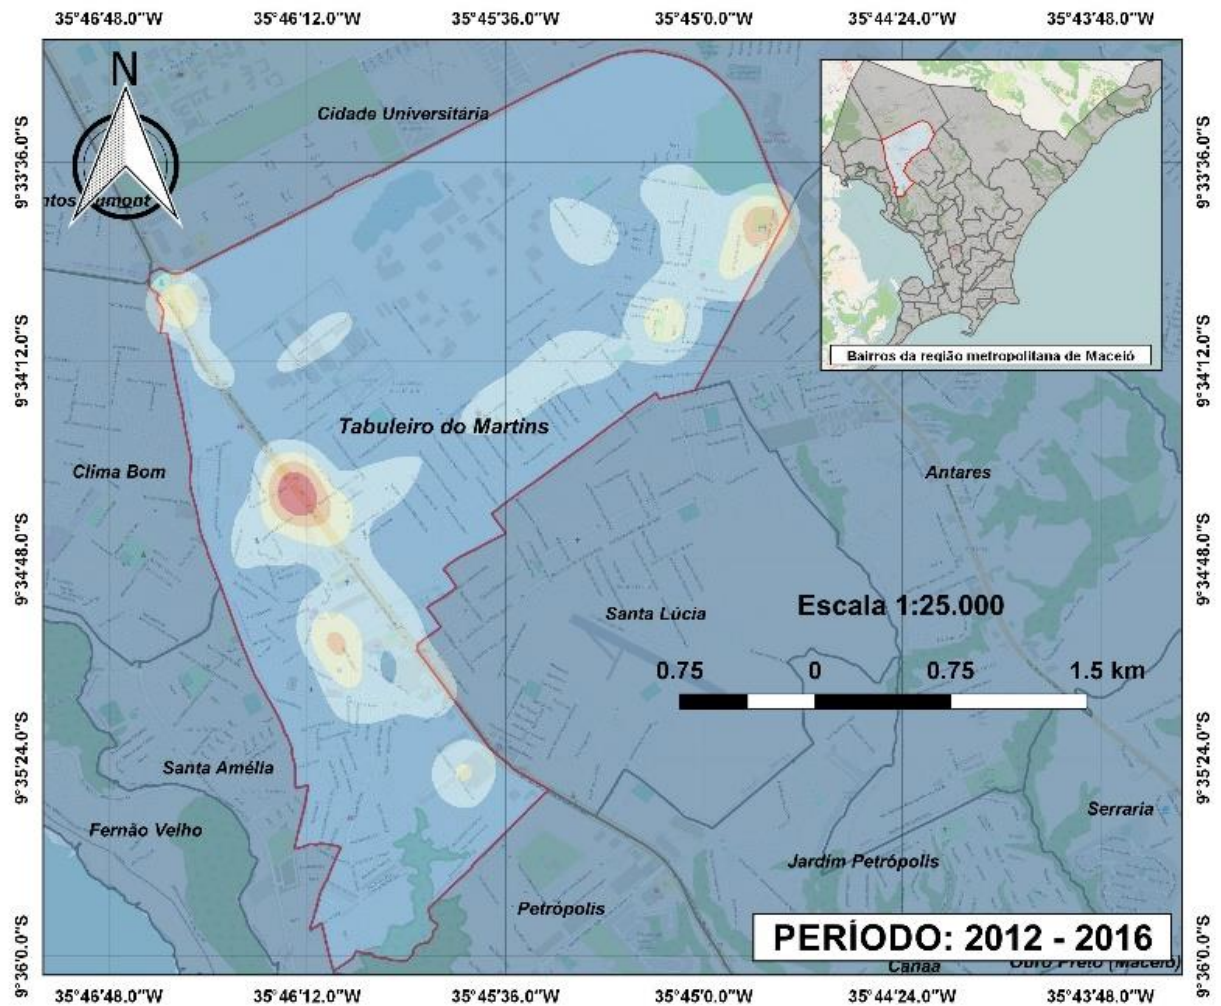 35°46'48.0"W 35°46'12.0"W 35°45'36.0"W 35°45'0.0"W 35°44'24.0"W 35°43'48.0"W
N
Cidade Universitária
9°33'36.0"S 9°33'36.0"S
ntos umont
9°34'12.0"S 9°34'12.0"S
Bairros da região metropolitana de Maceió
Tabuleiro do Martins
Clima Bom
Antares
9°34'48.0"S 9°34'48.0"S
Escala 1:25.000
Santa Lúcia
0.75 0 0.75 1.5 km
9°35'24.0"S 9°35'24.0"S
Santa Amélia
Serraria
Fernão Velho
Jardim Petrópolis
Petrópolis
PERÍODO: 2012 - 2016
9°36'0.0"S 9°36'0.0"S
Canaã Ouro Preto (Maceió)
35°46'48.0"W 35°46'12.0"W 35°45'36.0"W 35°45'0.0"W 35°44'24.0"W 35°43'48.0"W